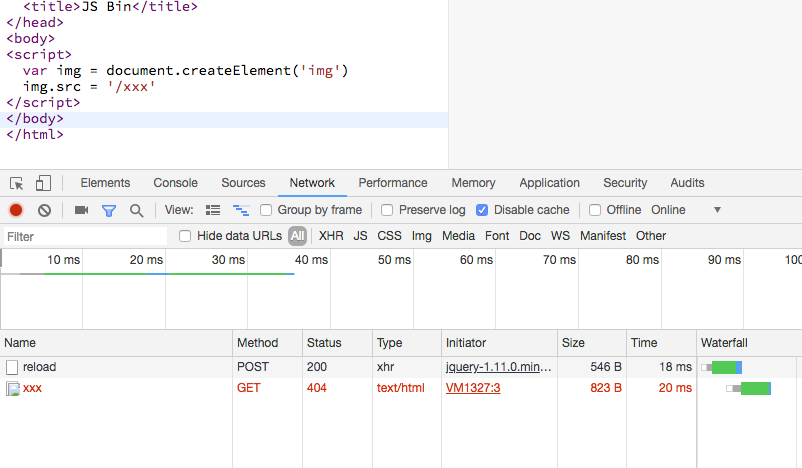 <title>JS Bin</title>
</head>
<body>
<script>
var img = document.createElement('img')
img.src = '/xxx'
</script>
</body>
</html>
Elements Console Sources Network Performance Memory Application Security Audits
View: Group by frame Preserve log Disable cache Offline Online
Filter Hide data URLs All XHR JS CSS Img Media Font Doc WS Manifest Other
10 ms 20 ms 30 ms 40 ms 50 ms 60 ms 70 ms 80 ms 90 ms 100
Name Method Status Type Initiator Size Time Waterfall
reload POST 200 xhr jquery-1.11.0.min... 546 B 18 ms
xxx GET 404 text/html VM1327:3 823 B 20 ms